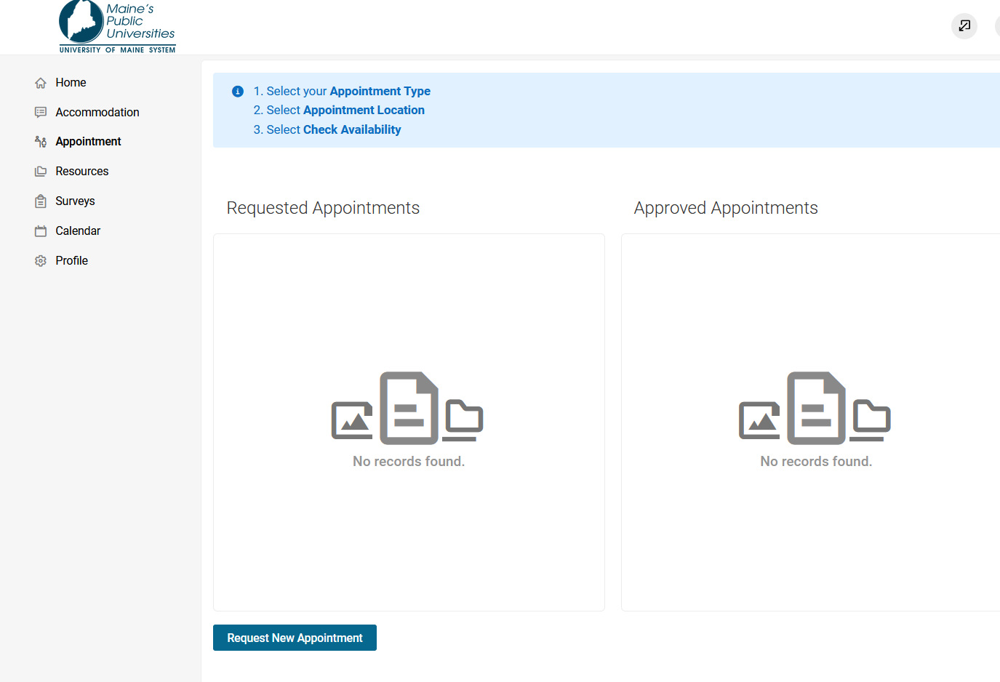 Maine's
Public
Universities
UNIVERSITY OF MAINE SYSTEM
Home
Accommodation
Appointment
Resources
Surveys
Calendar
Profile
1. Select your Appointment Type
2. Select Appointment Location
3. Select Check Availability
Requested Appointments
No records found.
Approved Appointments
No records found.
Request New Appointment